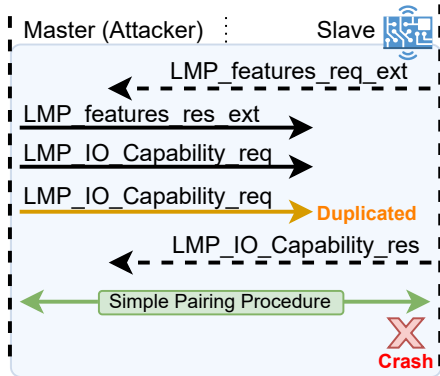 Master (Attacker) Slave
LMP_features_req_ext
LMP_features_res_ext
LMP_IO_Capability_req
LMP_IO_Capability_req
Duplicated
LMP_IO_Capability_res
Simple Pairing Procedure
Crash